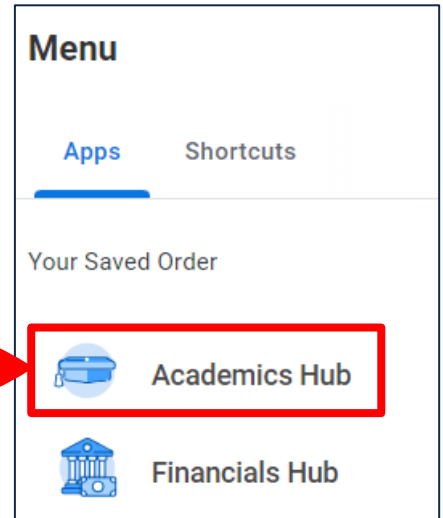 Menu
Apps Shortcuts
Your Saved Order
Academics Hub
Financials Hub